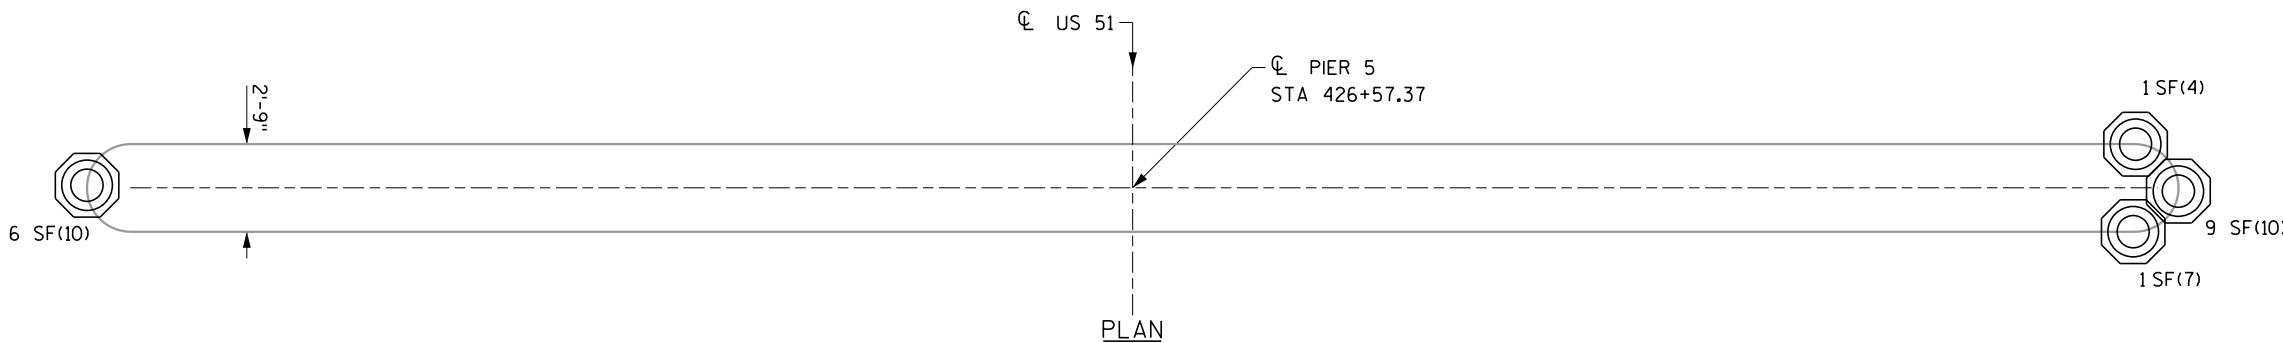 ℄ US 51
℄ PIER 5
STA 426+57.37
2'-9"
1 SF(4)
6 SF(10)
9 SF(10)
1 SF(7)
PLAN